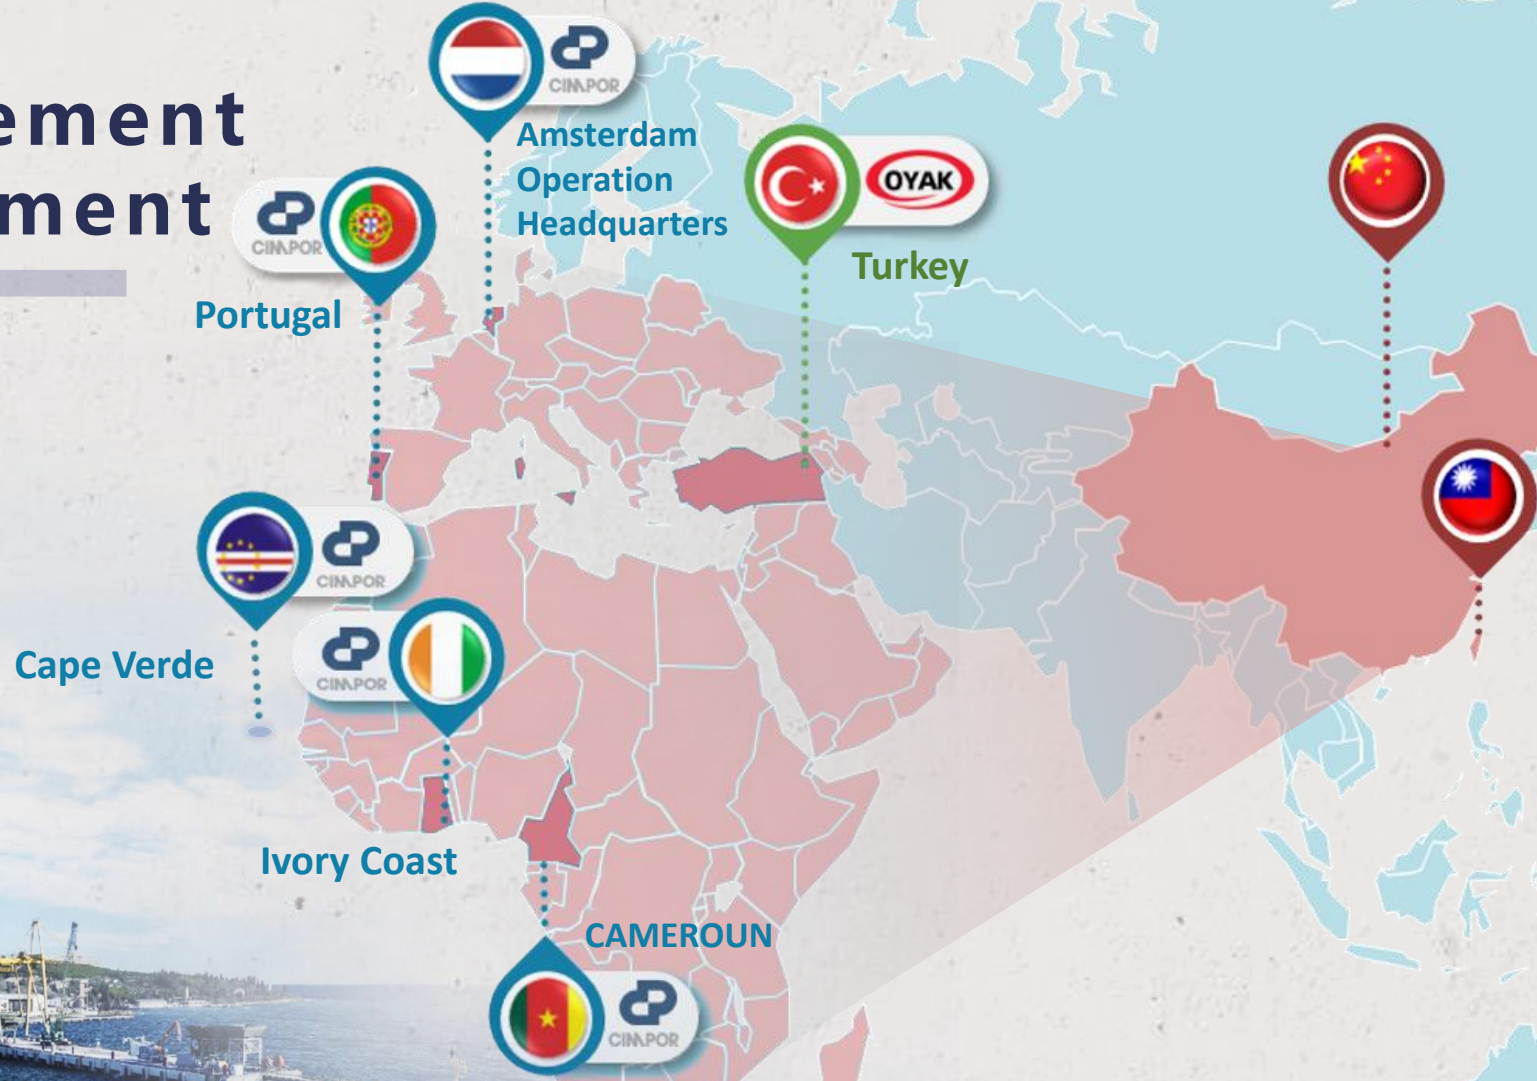 ement
ment
CIMPOR
Amsterdam
Operation
Headquarters
CIMPOR
Portugal
OYAK
Turkey
CIMPOR
Cape Verde
CIMPOR
Ivory Coast
CAMEROUN
CIMPOR